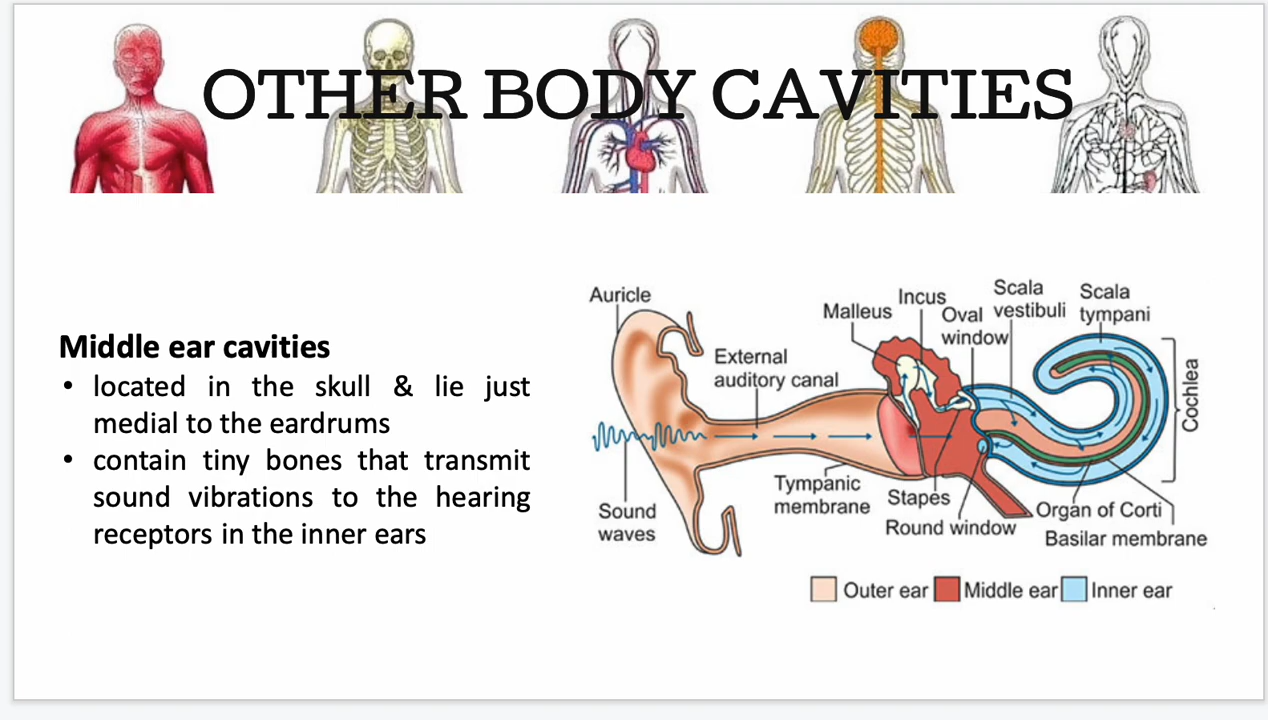 OTHER BODY CAVITIES
Middle ear cavities
• located in the skull & lie just
medial to the eardrums
• contain tiny bones that transmit
sound vibrations to the hearing
receptors in the inner ears
Auricle
External
auditory canal
Malleus
Incus
Oval
window
Scala
vestibuli
Scala
tympani
Cochlea
Sound
waves
Tympanic
membrane
Stapes
Round window
Organ of Corti
Basilar membrane
Outer ear
Middle ear
Inner ear